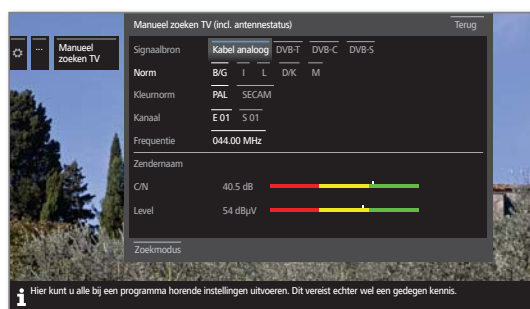 Manueel zoeken TV (incl. antennestatus) Terug
... Manueel zoeken TV
Signaalbron Kabel analoog DVB-T DVB-C DVB-S
Norm B/G I L D/K M
Kleurnorm PAL SECAM
Kanaal E 01 S 01
Frequentie 044.00 MHz
Zendernaam
C/N 40.5 dB
Level 54 dBµV
Zoekmodus
i Hier kunt u alle bij een programma horende instellingen uitvoeren. Dit vereist echter wel een gedegen kennis.